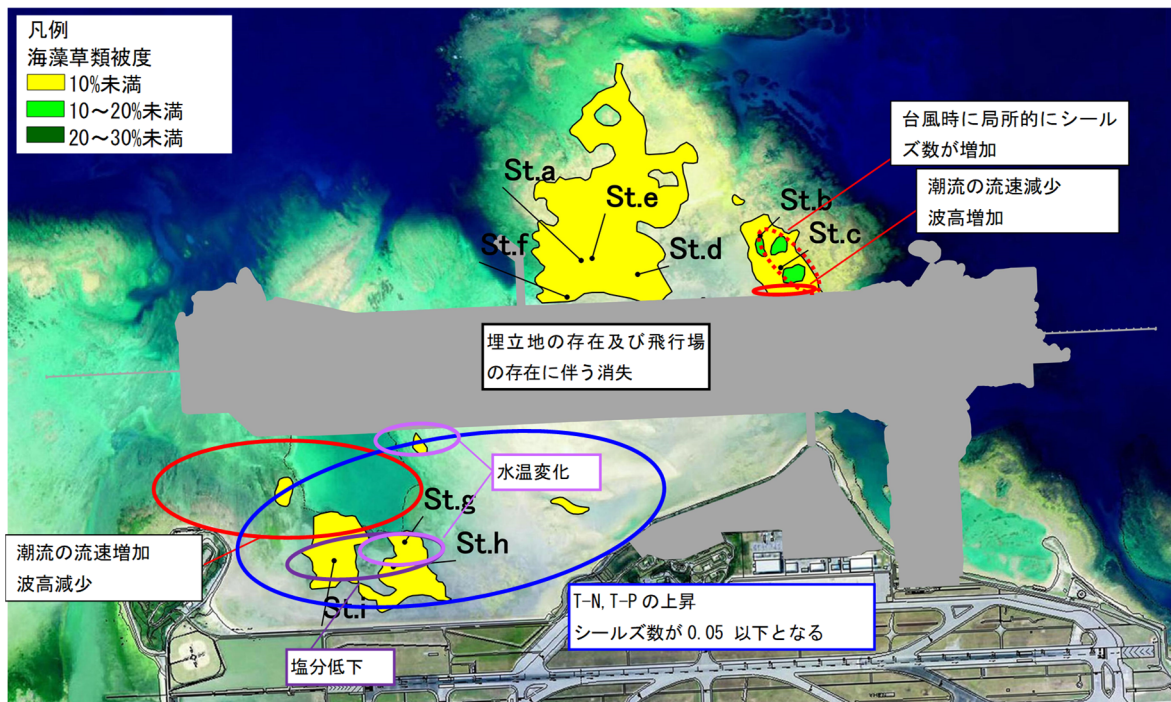 凡例
海藻草類被度
10%未満
10～20%未満
20～30%未満
台風時に局所的にシール
ズ数が増加
潮流の流速減少
波高増加
St.a
St.e
St.b
St.c
St.f
St.d
埋立地の存在及び飛行場
の存在に伴う消失
水温変化
St.g
St.h
潮流の流速増加
波高減少
St.i
T-N,T-Pの上昇
シールズ数が0.05 以下となる
塩分低下